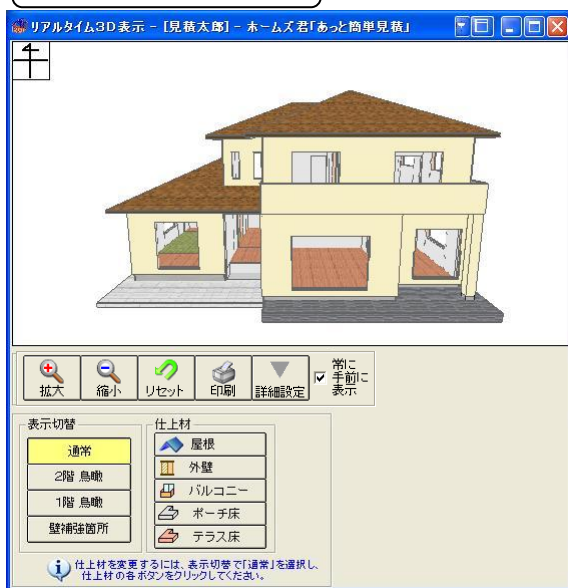 リアルタイム3D表示 - [見積太郎] - ホームズ君「あっと簡単見積」
拡大
縮小
リセット
印刷
詳細設定
常に
手前に
表示
表示切替
通常
2階 鳥瞰
1階 鳥瞰
壁補強箇所
仕上材
屋根
外壁
バルコニー
ポーチ床
テラス床
仕上材を変更するには、表示切替で「通常」を選択し、
仕上材の各ボタンをクリックしてください。